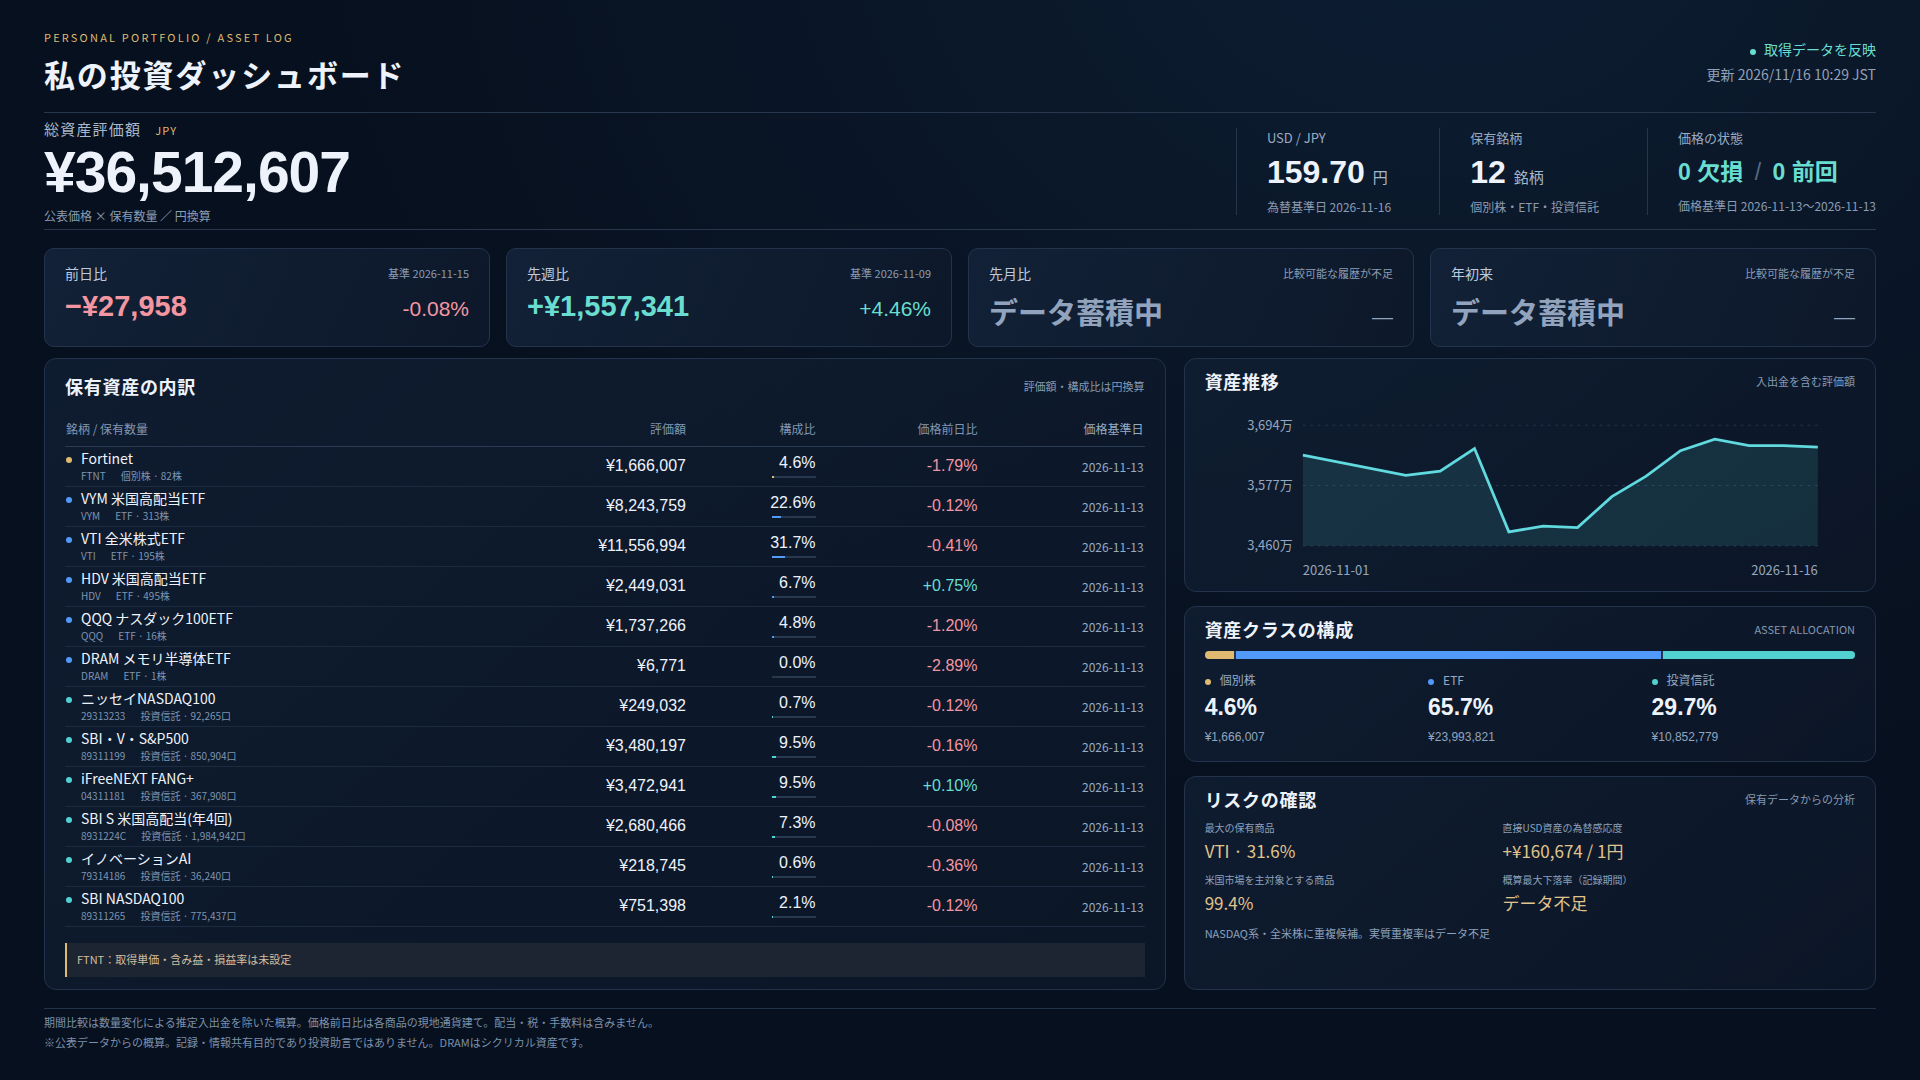 PERSONAL PORTFOLIO / ASSET LOG
私の投資ダッシュボード
取得データを反映
更新 2026/11/16 10:29 JST
総資産評価額 JPY
¥36,512,607
公表価格 × 保有数量 ／ 円換算
USD / JPY
159.70 円
為替基準日 2026-11-16
保有銘柄
12 銘柄
個別株・ETF・投資信託
価格の状態
0 欠損 / 0 前回
価格基準日 2026-11-13〜2026-11-13
前日比 基準 2026-11-15
−¥27,958 -0.08%
先週比 基準 2026-11-09
+¥1,557,341 +4.46%
先月比 比較可能な履歴が不足
データ蓄積中 —
年初来 比較可能な履歴が不足
データ蓄積中 —
保有資産の内訳 評価額・構成比は円換算
銘柄 / 保有数量 評価額 構成比 価格前日比 価格基準日
Fortinet ¥1,666,007 4.6% -1.79% 2026-11-13
FTNT 個別株・82株
VYM 米国高配当ETF ¥8,243,759 22.6% -0.12% 2026-11-13
VYM ETF・313株
VTI 全米株式ETF ¥11,556,994 31.7% -0.41% 2026-11-13
VTI ETF・195株
HDV 米国高配当ETF ¥2,449,031 6.7% +0.75% 2026-11-13
HDV ETF・495株
QQQ ナスダック100ETF ¥1,737,266 4.8% -1.20% 2026-11-13
QQQ ETF・16株
DRAM メモリ半導体ETF ¥6,771 0.0% -2.89% 2026-11-13
DRAM ETF・1株
ニッセイNASDAQ100 ¥249,032 0.7% -0.12% 2026-11-13
29313233 投資信託・92,265口
SBI・V・S&P500 ¥3,480,197 9.5% -0.16% 2026-11-13
89311199 投資信託・850,904口
iFreeNEXT FANG+ ¥3,472,941 9.5% +0.10% 2026-11-13
04311181 投資信託・367,908口
SBI S 米国高配当(年4回) ¥2,680,466 7.3% -0.08% 2026-11-13
8931224C 投資信託・1,984,942口
イノベーションAI ¥218,745 0.6% -0.36% 2026-11-13
79314186 投資信託・36,240口
SBI NASDAQ100 ¥751,398 2.1% -0.12% 2026-11-13
89311265 投資信託・775,437口
FTNT：取得単価・含み益・損益率は未設定
資産推移 入出金を含む評価額
3,694万
3,577万
3,460万
2026-11-01 2026-11-16
資産クラスの構成 ASSET ALLOCATION
個別株 ETF 投資信託
4.6% 65.7% 29.7%
¥1,666,007 ¥23,993,821 ¥10,852,779
リスクの確認 保有データからの分析
最大の保有商品 直接USD資産の為替感応度
VTI・31.6% +¥160,674 / 1円
米国市場を主対象とする商品 概算最大下落率（記録期間）
99.4% データ不足
NASDAQ系・全米株に重複候補。実質重複率はデータ不足
期間比較は数量変化による推定入出金を除いた概算。価格前日比は各商品の現地通貨建て。配当・税・手数料は含みません。
※公表データからの概算。記録・情報共有目的であり投資助言ではありません。DRAMはシクリカル資産です。